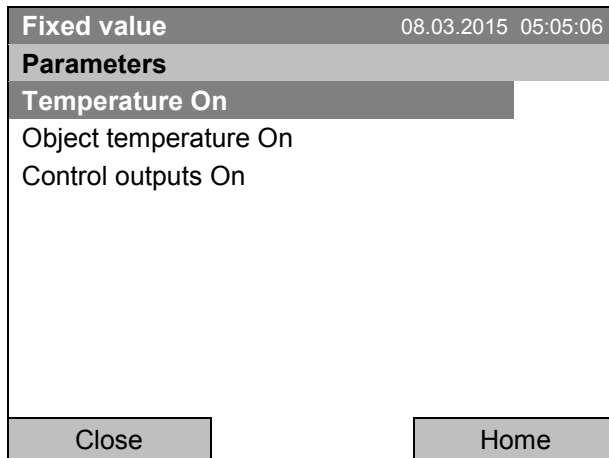 Fixed value 08.03.2015 05:05:06
Parameters
Temperature On
Object temperature On
Control outputs On
Close Home